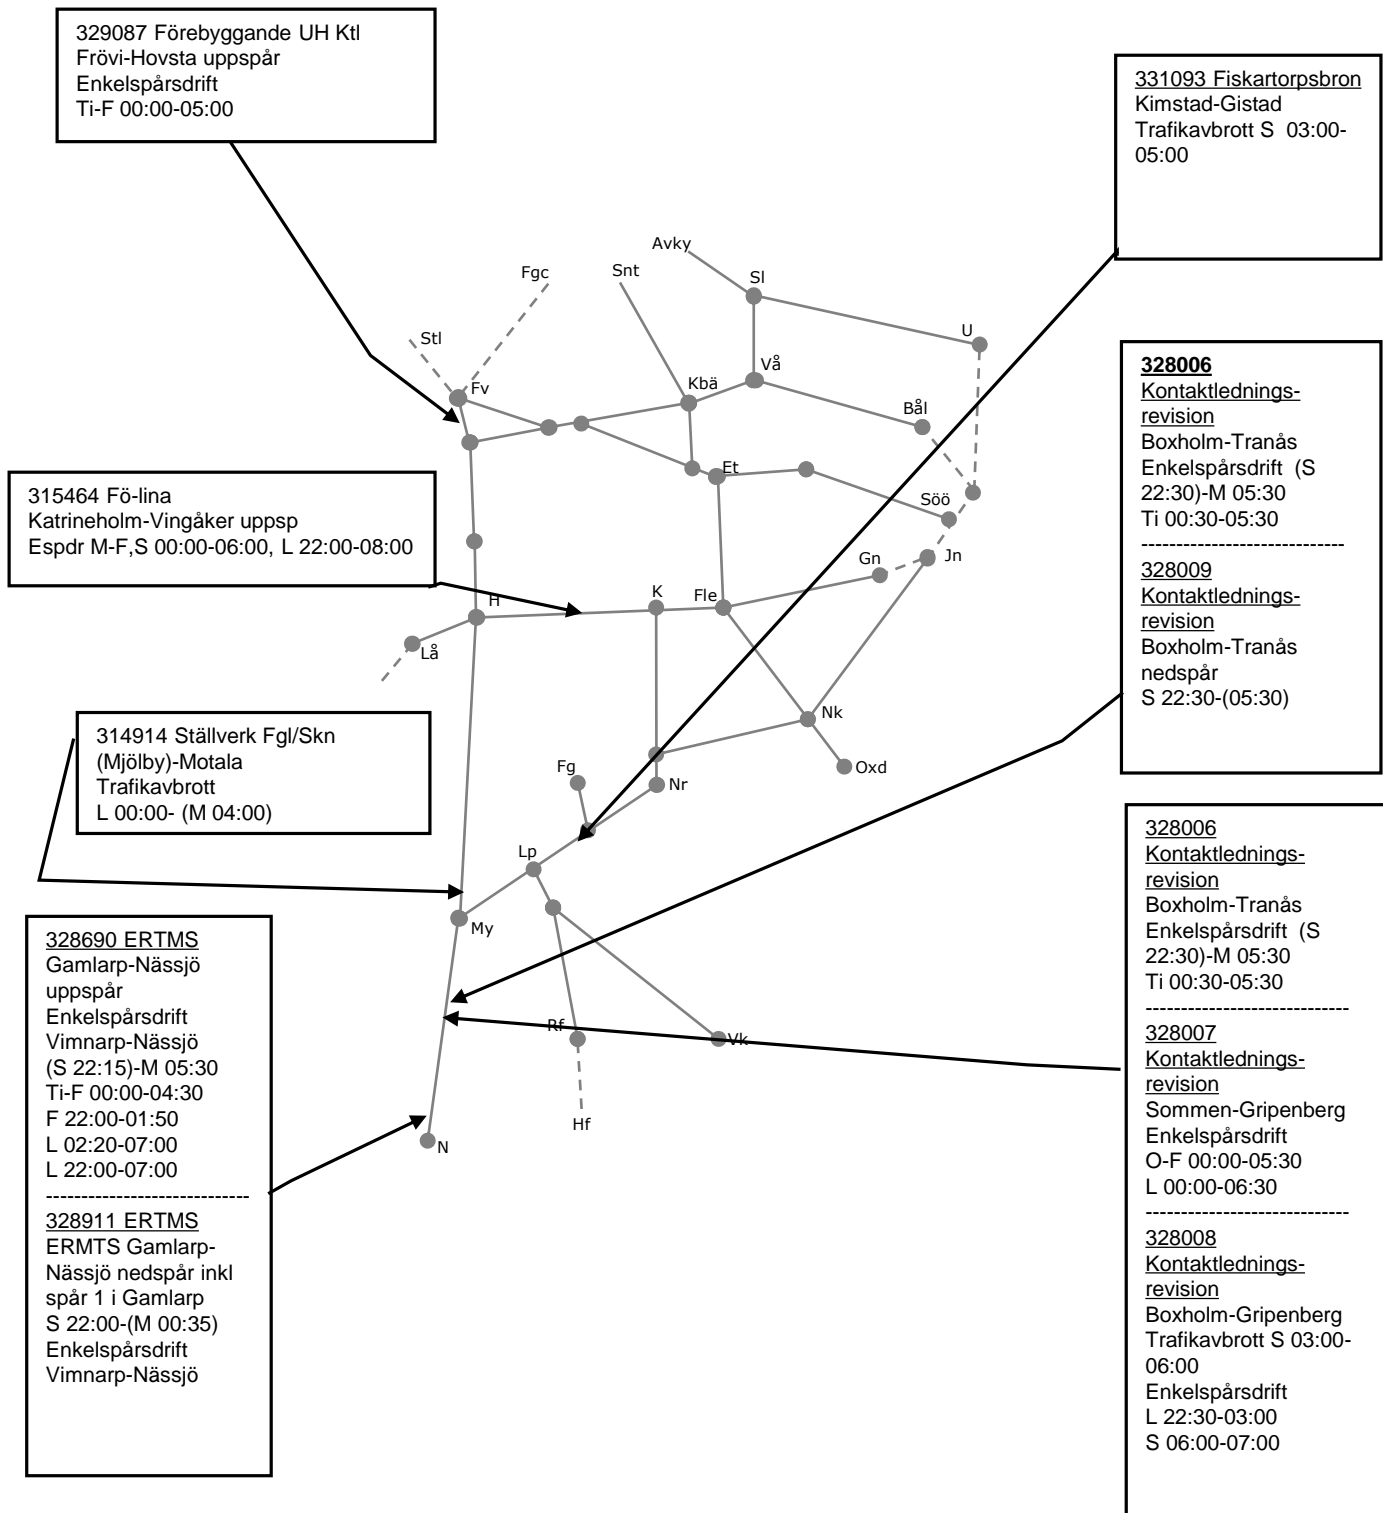 329087 Förebyggande UH Ktl
Frövi-Hovsta uppspår
Enkelspårsdrift
Ti-F 00:00-05:00
331093 Fiskartorpsbron
Kimstad-Gistad
Trafikavbrott S  03:00-
05:00
Avky
Fgc
Snt
Sl
Stl
U
Fv
Kbä
Vå
Bål
328006
Kontaktlednings-
revision
Boxholm-Tranås
Enkelspårsdrift  (S
22:30)-M 05:30
Ti 00:30-05:30
-----------------------------
328009
Kontaktlednings-
revision
Boxholm-Tranås
nedspår
S 22:30-(05:30)
315464 Fö-lina
Katrineholm-Vingåker uppsp
Espdr M-F,S 00:00-06:00, L 22:00-08:00
Et
Söö
Gn
Jn
H
K
Fle
Lå
314914 Ställverk Fgl/Skn
(Mjölby)-Motala
Trafikavbrott
L 00:00- (M 04:00)
Nk
Fg
Nr
Oxd
Lp
My
Rf
Vk
Hf
N
328690 ERTMS
Gamlarp-Nässjö
uppspår
Enkelspårsdrift
Vimnarp-Nässjö
(S 22:15)-M 05:30
Ti-F 00:00-04:30
F 22:00-01:50
L 02:20-07:00
L 22:00-07:00
-----------------------------
328911 ERTMS
ERMTS Gamlarp-
Nässjö nedspår inkl
spår 1 i Gamlarp
S 22:00-(M 00:35)
Enkelspårsdrift
Vimnarp-Nässjö
328006
Kontaktlednings-
revision
Boxholm-Tranås
Enkelspårsdrift  (S
22:30)-M 05:30
Ti 00:30-05:30
-----------------------------
328007
Kontaktlednings-
revision
Sommen-Gripenberg
Enkelspårsdrift
O-F 00:00-05:30
L 00:00-06:30
-----------------------------
328008
Kontaktlednings-
revision
Boxholm-Gripenberg
Trafikavbrott S 03:00-
06:00
Enkelspårsdrift
L 22:30-03:00
S 06:00-07:00